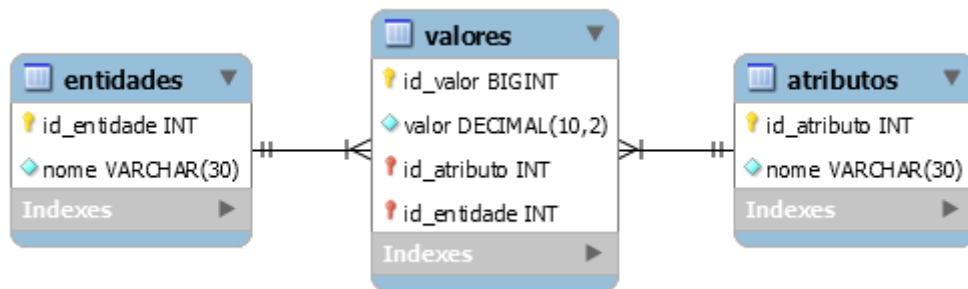 entidades
id_entidade INT
nome VARCHAR(30)
Indexes
valores
id_valor BIGINT
valor DECIMAL(10,2)
id_atributo INT
id_entidade INT
Indexes
atributos
id_atributo INT
nome VARCHAR(30)
Indexes